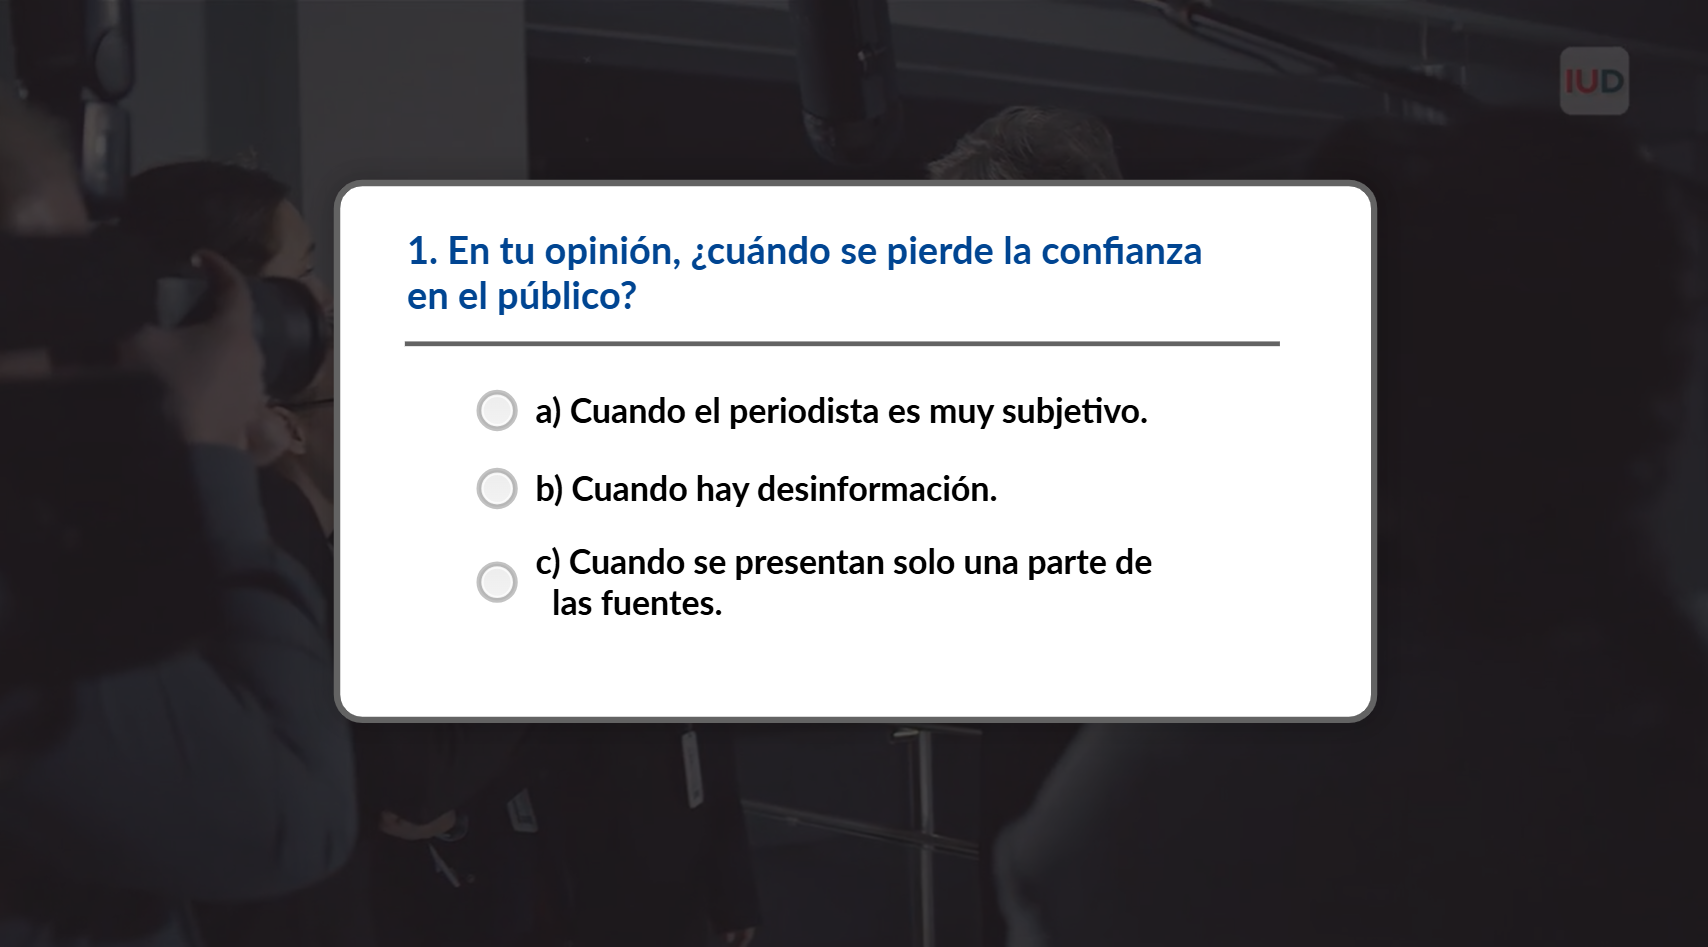 IUD
1. En tu opinión, ¿cuándo se pierde la confianza
en el público?
a) Cuando el periodista es muy subjetivo.
b) Cuando hay desinformación.
c) Cuando se presentan solo una parte de
las fuentes.